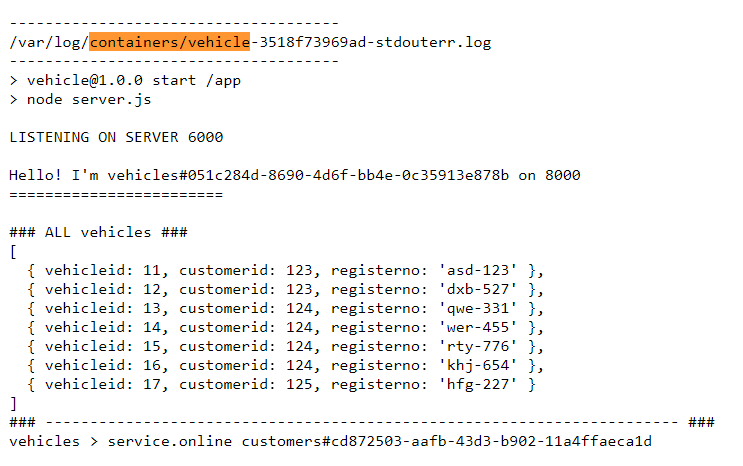 -------------------------------------
/var/log/containers/vehicle-3518f73969ad-stdouterr.log
-------------------------------------
> vehicle@1.0.0 start /app
> node server.js
LISTENING ON SERVER 6000
Hello! I'm vehicles#051c284d-8690-4d6f-bb4e-0c35913e878b on 8000
========================
### ALL vehicles ###
[
  { vehicleid: 11, customerid: 123, registerno: 'asd-123' },
  { vehicleid: 12, customerid: 123, registerno: 'dxb-527' },
  { vehicleid: 13, customerid: 124, registerno: 'qwe-331' },
  { vehicleid: 14, customerid: 124, registerno: 'wer-455' },
  { vehicleid: 15, customerid: 124, registerno: 'rty-776' },
  { vehicleid: 16, customerid: 124, registerno: 'khj-654' },
  { vehicleid: 17, customerid: 125, registerno: 'hfg-227' }
]
### ---------------------------------------------------------------------- ###
vehicles > service.online customers#cd872503-aafb-43d3-b902-11a4ffaeca1d